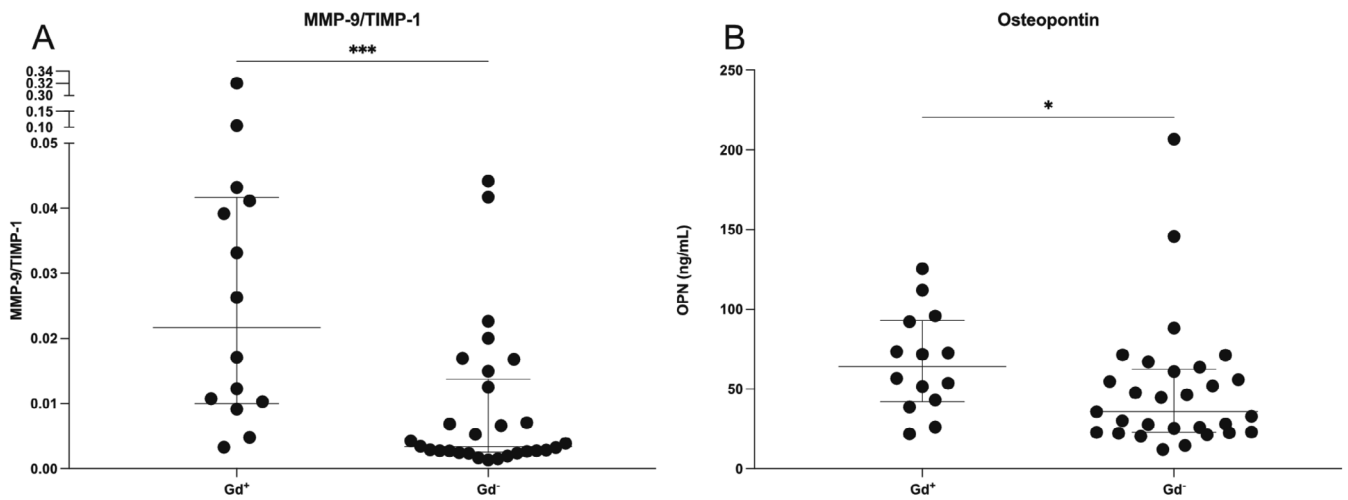 A
MMP-9/TIMP-1
***
0.34
0.32
0.30
0.15
0.10
0.05
0.04
0.03
0.02
0.01
0.00
MMP-9/TIMP-1
Gd⁺
Gd⁻
B
Osteopontin
*
250
200
150
100
50
0
OPN (ng/mL)
Gd⁺
Gd⁻